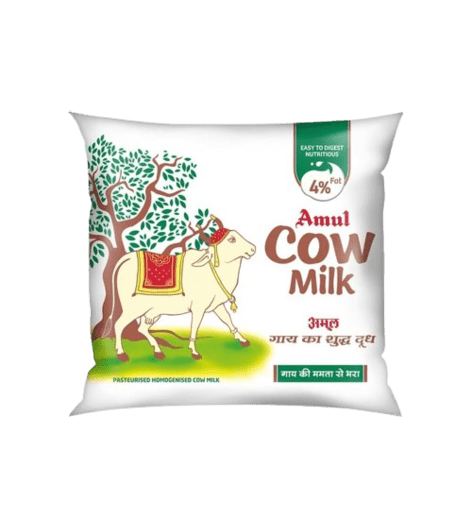 EASY TO DIGEST
NUTRITIOUS
4% Fat
Amul
Cow
Milk
अमूल
गाय का शुद्ध दूध
गाय की ममता से भरा
PASTEURISED HOMOGENISED COW MILK